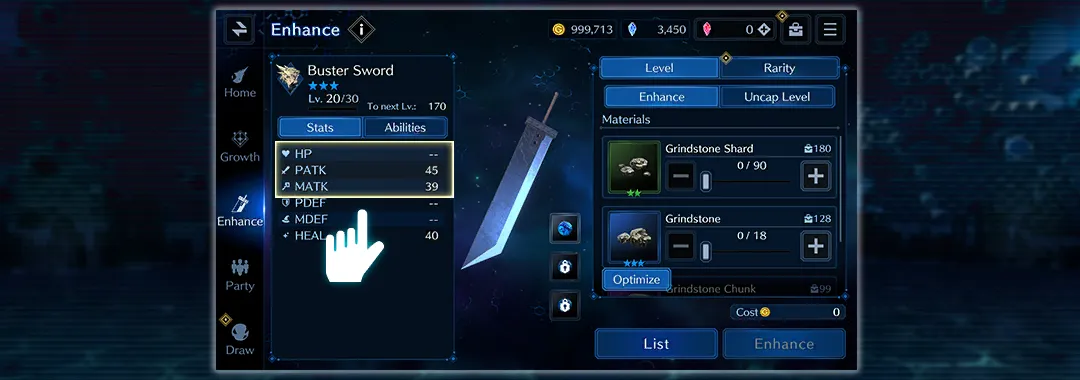 Enhance
999,713
3,450
0
Home
Growth
Enhance
Party
Draw
Buster Sword
Lv. 20/30
To next Lv.: 170
Stats
Abilities
HP --
PATK 45
MATK 39
PDEF --
MDEF --
HEAL 40
Level
Rarity
Enhance
Uncap Level
Materials
Grindstone Shard
180
0 / 90
Grindstone
128
0 / 18
Optimize
Grindstone Chunk
99
Cost
0
List
Enhance